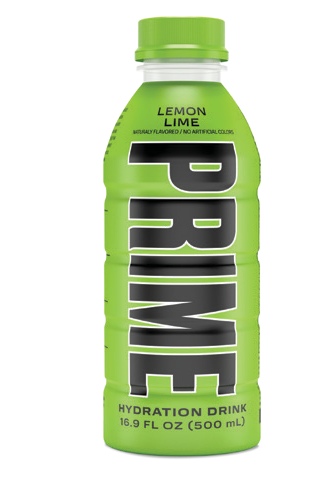 LEMON
LIME
NATURALLY FLAVORED / NO ARTIFICIAL COLORS
PRIME
HYDRATION DRINK
16.9 FL OZ (500 mL)